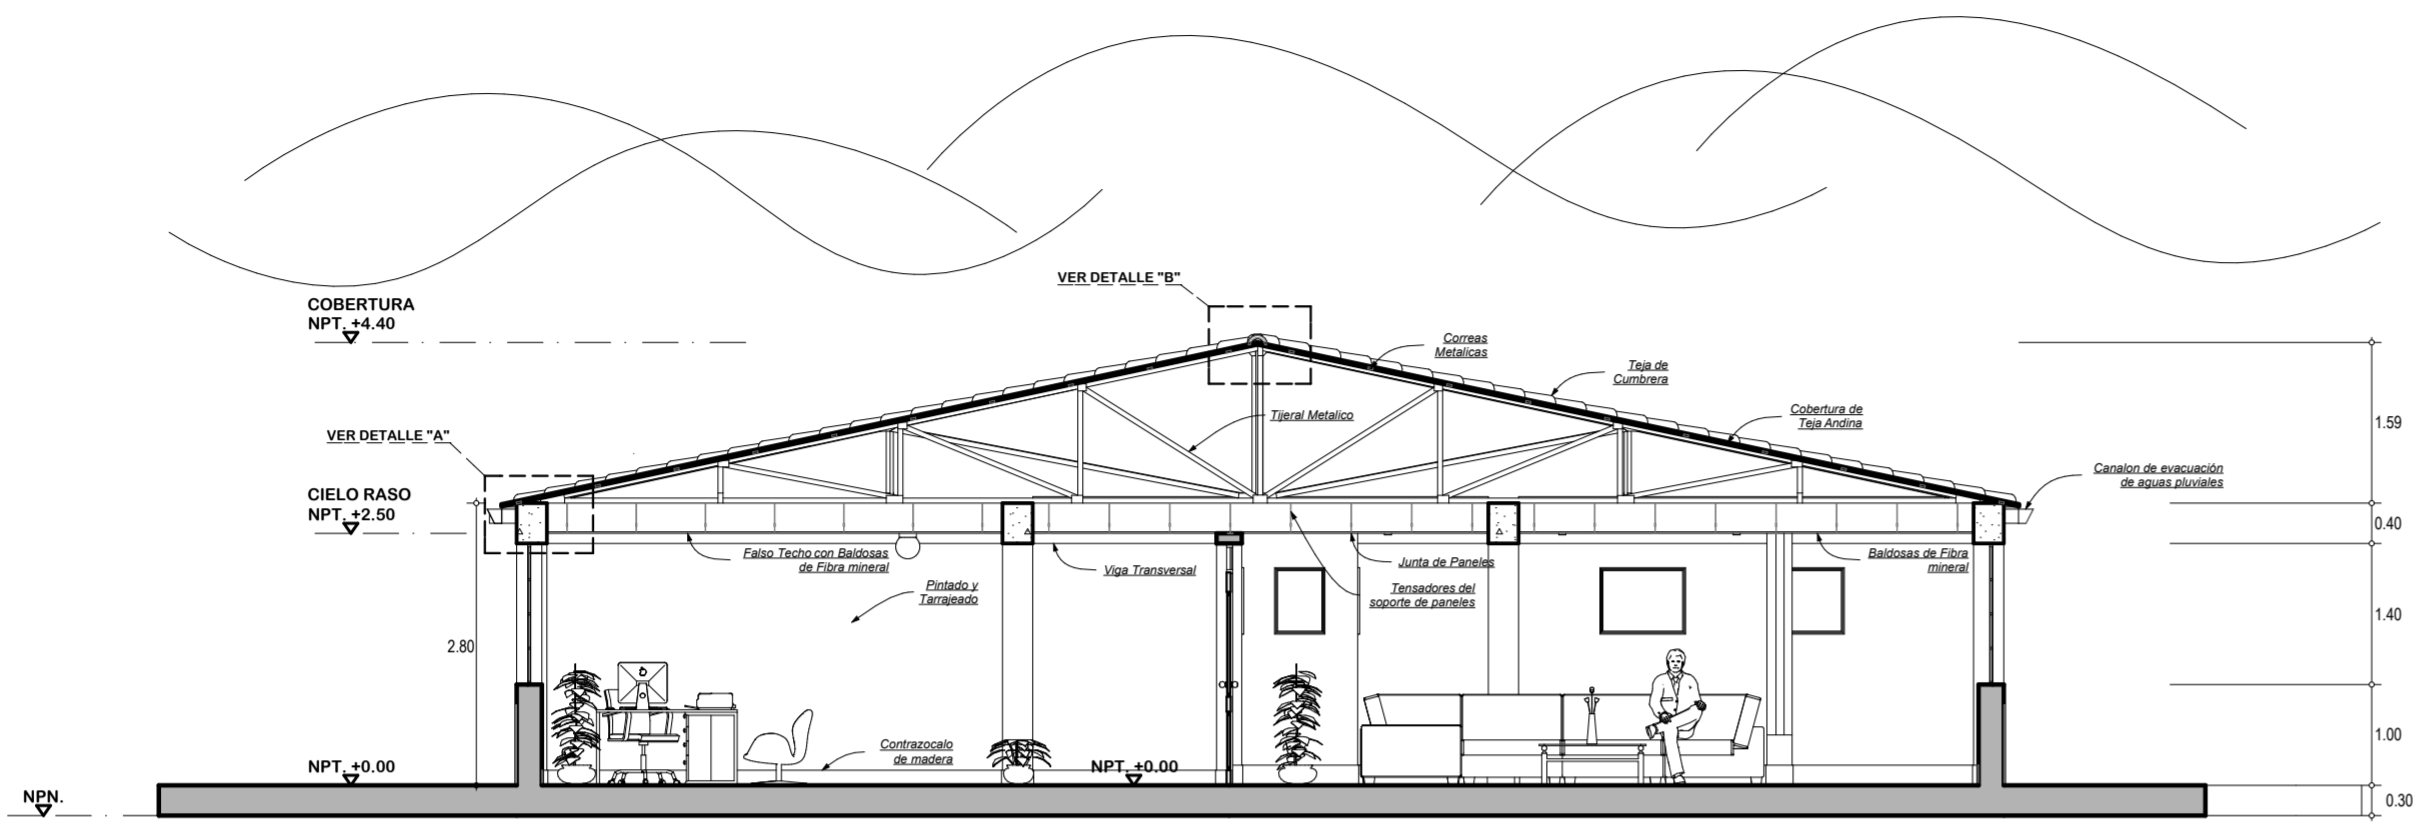 VER DETALLE "B"
COBERTURA
NPT. +4.40
Correas
Metalicas
Teja de
Cumbrera
Tijeral Metalico
Cobertura de
Teja Andina
1.59
VER DETALLE "A"
Canalon de evacuación
de aguas pluviales
CIELO RASO
NPT. +2.50
0.40
Falso Techo con Baldosas
de Fibra mineral
Viga Transversal
Junta de Paneles
Baldosas de Fibra
mineral
Pintado y
Tarrajeado
Tensadores del
soporte de paneles
1.40
2.80
1.00
Contrazocalo
de madera
NPT. +0.00
NPT. +0.00
NPN.
0.30